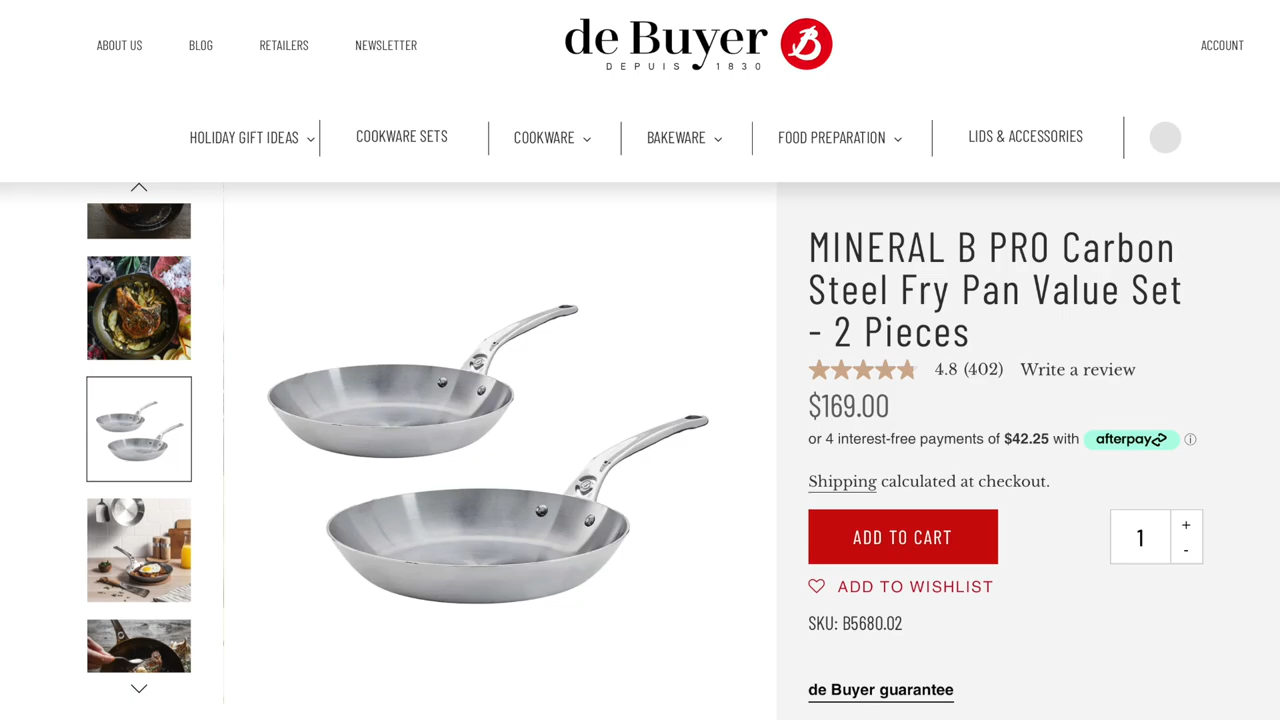 ABOUT US
BLOG
RETAILERS
NEWSLETTER
de Buyer
DEPUIS 1830
B
ACCOUNT
HOLIDAY GIFT IDEAS
COOKWARE SETS
COOKWARE
BAKEWARE
FOOD PREPARATION
LIDS & ACCESSORIES
MINERAL B PRO Carbon
Steel Fry Pan Value Set
- 2 Pieces
4.8 (402) Write a review
$169.00
or 4 interest-free payments of $42.25 with afterpay
Shipping calculated at checkout.
ADD TO CART
1
+
-
ADD TO WISHLIST
SKU: B5680.02
de Buyer guarantee